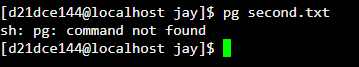 [d21dce144@localhost jay]$ pg second.txt
sh: pg: command not found
[d21dce144@localhost jay]$